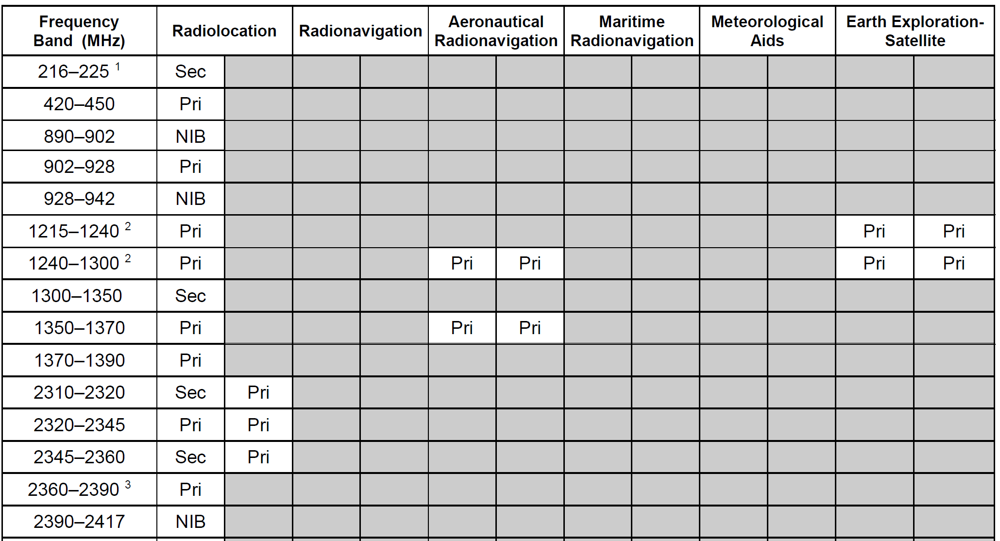 Frequency Band (MHz) Radiolocation Radionavigation Aeronautical Radionavigation Maritime Radionavigation Meteorological Aids Earth Exploration-Satellite
216–225 1 Sec
420–450 Pri
890–902 NIB
902–928 Pri
928–942 NIB
1215–1240 2 Pri Pri Pri
1240–1300 2 Pri Pri Pri Pri Pri
1300–1350 Sec
1350–1370 Pri Pri Pri
1370–1390 Pri
2310–2320 Sec Pri
2320–2345 Pri Pri
2345–2360 Sec Pri
2360–2390 3 Pri
2390–2417 NIB